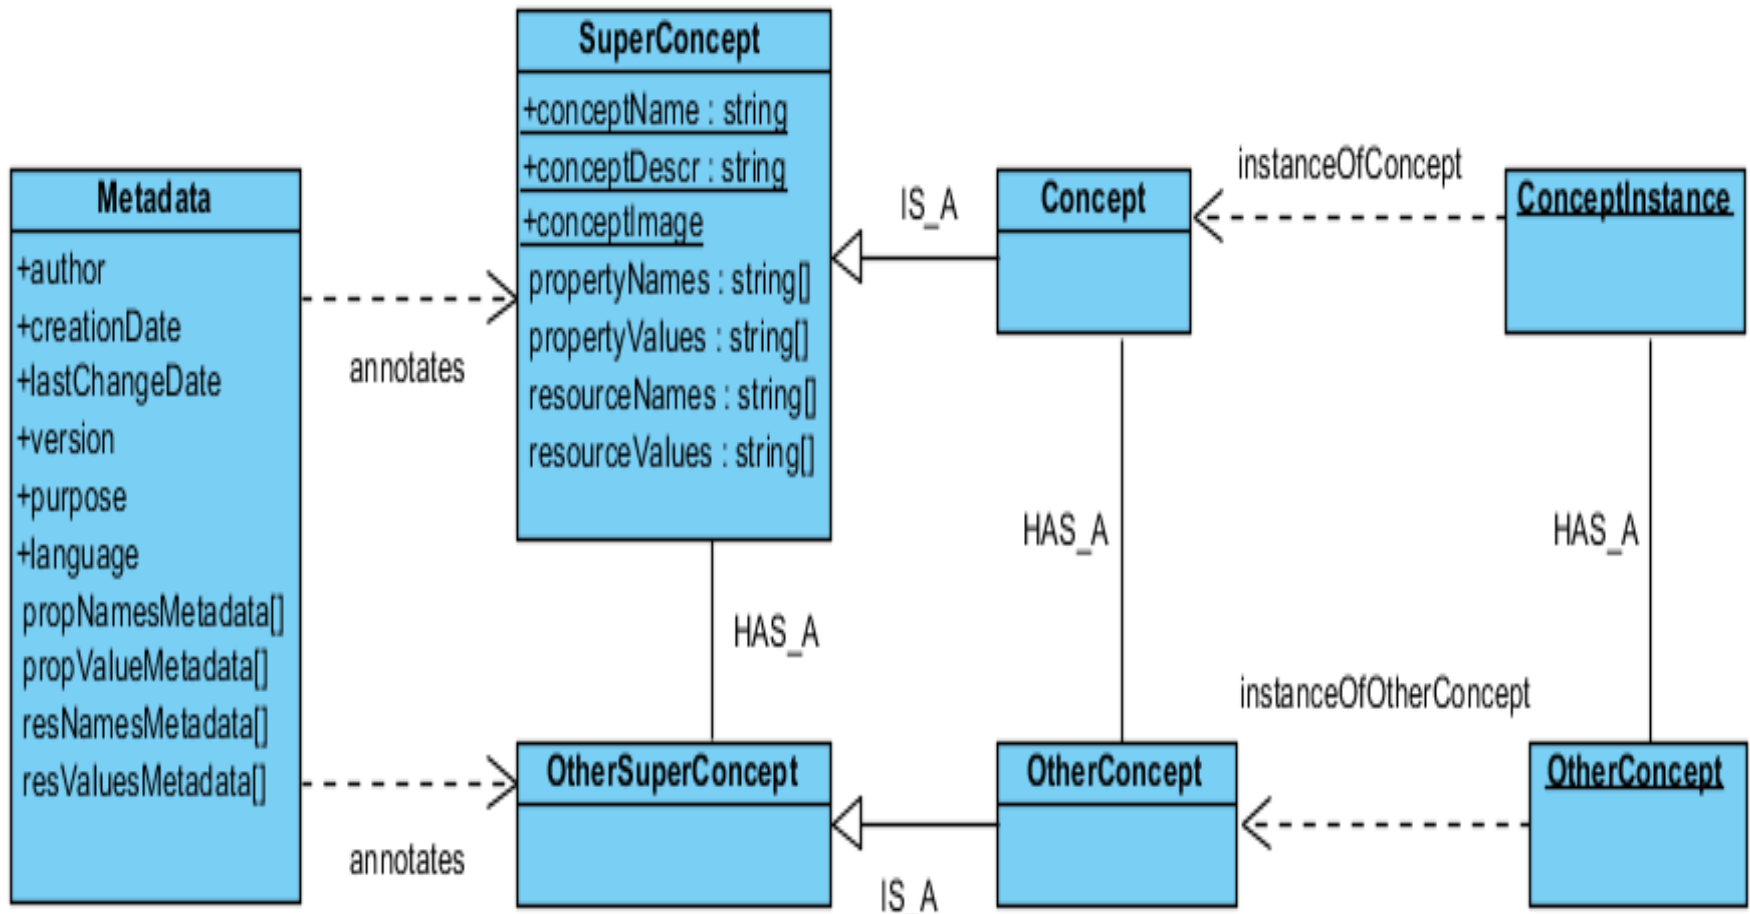 SuperConcept
+conceptName : string
+conceptDescr : string
+conceptImage
propertyNames : string[]
propertyValues : string[]
resourceNames : string[]
resourceValues : string[]
Metadata
+author
+creationDate
+lastChangeDate
+version
+purpose
+language
propNamesMetadata[]
propValueMetadata[]
resNamesMetadata[]
resValuesMetadata[]
annotates
annotates
IS_A
Concept
instanceOfConcept
ConceptInstance
HAS_A
HAS_A
HAS_A
OtherSuperConcept
IS_A
OtherConcept
instanceOfOtherConcept
OtherConcept